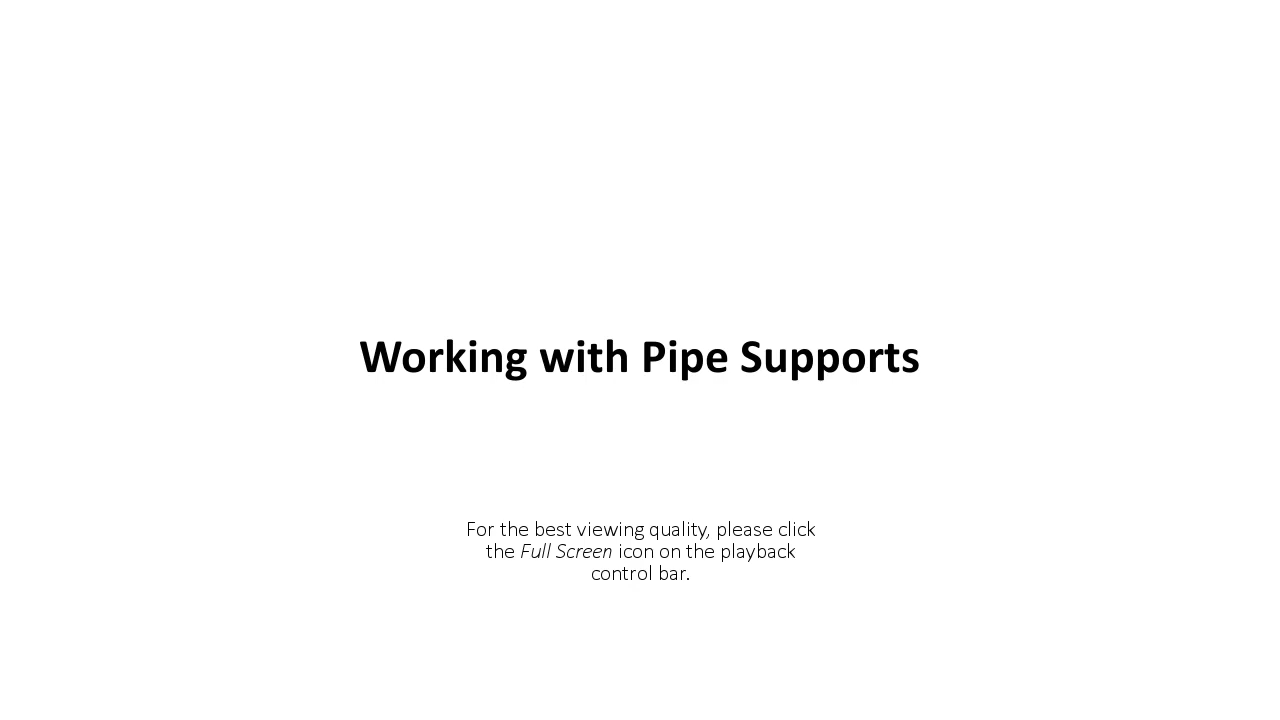 Working with Pipe Supports
For the best viewing quality, please click
the Full Screen icon on the playback
control bar.